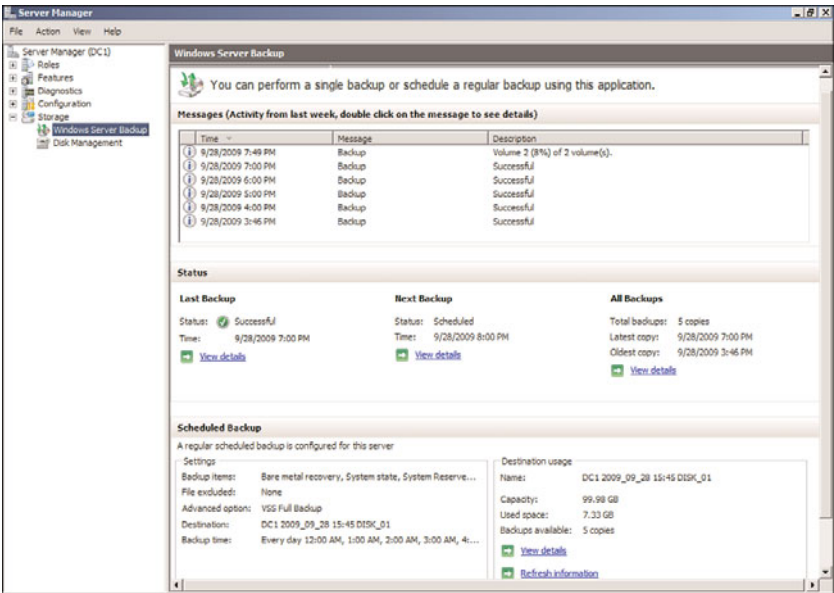 Server Manager
File Action View Help
Server Manager (DC1)
Roles
Features
Diagnostics
Configuration
Storage
Windows Server Backup
Disk Management
Windows Server Backup
You can perform a single backup or schedule a regular backup using this application.
Messages (Activity from last week, double click on the message to see details)
Time Message Description
9/28/2009 7:49 PM Backup Volume 2 (8%) of 2 volume(s).
9/28/2009 7:00 PM Backup Successful
9/28/2009 6:00 PM Backup Successful
9/28/2009 5:00 PM Backup Successful
9/28/2009 4:00 PM Backup Successful
9/28/2009 3:46 PM Backup Successful
Status
Last Backup
Status: Successful
Time: 9/28/2009 7:00 PM
View details
Next Backup
Status: Scheduled
Time: 9/28/2009 8:00 PM
View details
All Backups
Total backups: 5 copies
Latest copy: 9/28/2009 7:00 PM
Oldest copy: 9/28/2009 3:46 PM
View details
Scheduled Backup
A regular scheduled backup is configured for this server
Settings
Backup items: Bare metal recovery, System state, System Reserve...
File excluded: None
Advanced option: VSS Full Backup
Destination: DC1 2009_09_28 15:45 DISK_01
Backup time: Every day 12:00 AM, 1:00 AM, 2:00 AM, 3:00 AM, 4:...
Destination usage
Name: DC1 2009_09_28 15:45 DISK_01
Capacity: 99.98 GB
Used space: 7.33 GB
Backups available: 5 copies
View details
Refresh information